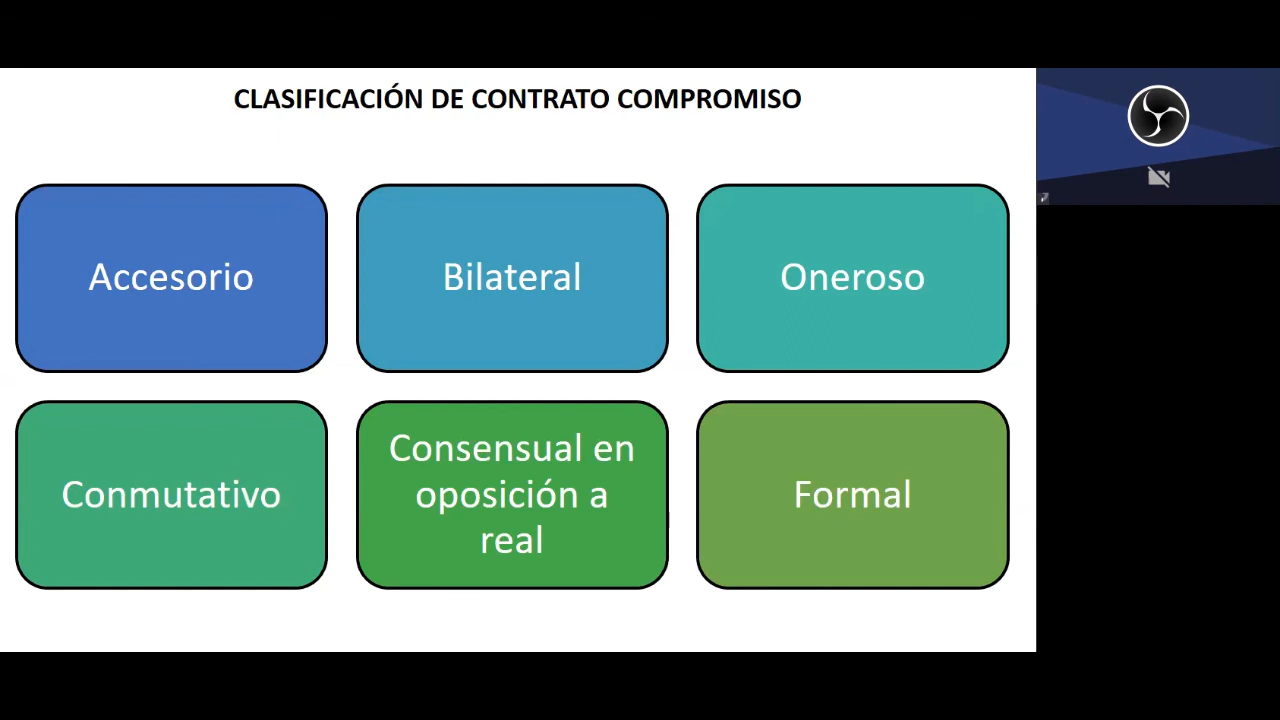 CLASIFICACIÓN DE CONTRATO COMPROMISO
Accesorio
Bilateral
Oneroso
Conmutativo
Consensual en
oposición a
real
Formal